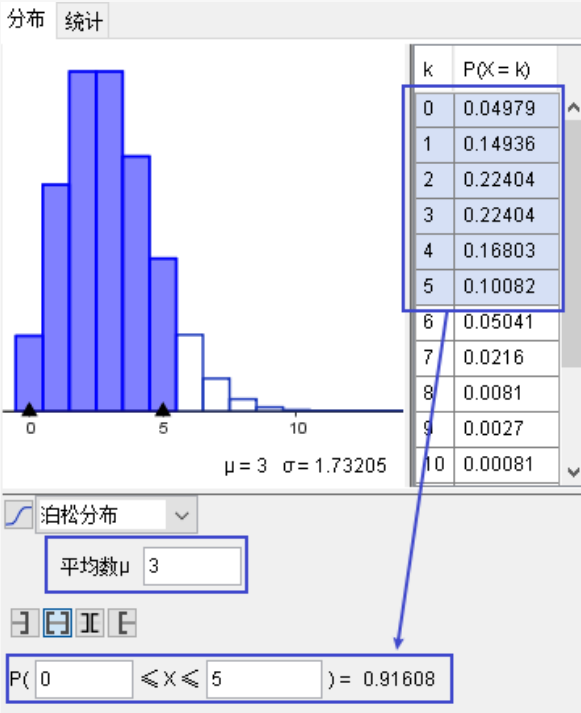 分布 统计
k P(X = k)
0 0.04979
1 0.14936
2 0.22404
3 0.22404
4 0.16803
5 0.10082
6 0.05041
7 0.0216
8 0.0081
9 0.0027
10 0.00081
0 5 10
μ = 3 σ = 1.73205
泊松分布
平均数μ 3
P( 0 ≤ X ≤ 5 ) = 0.91608